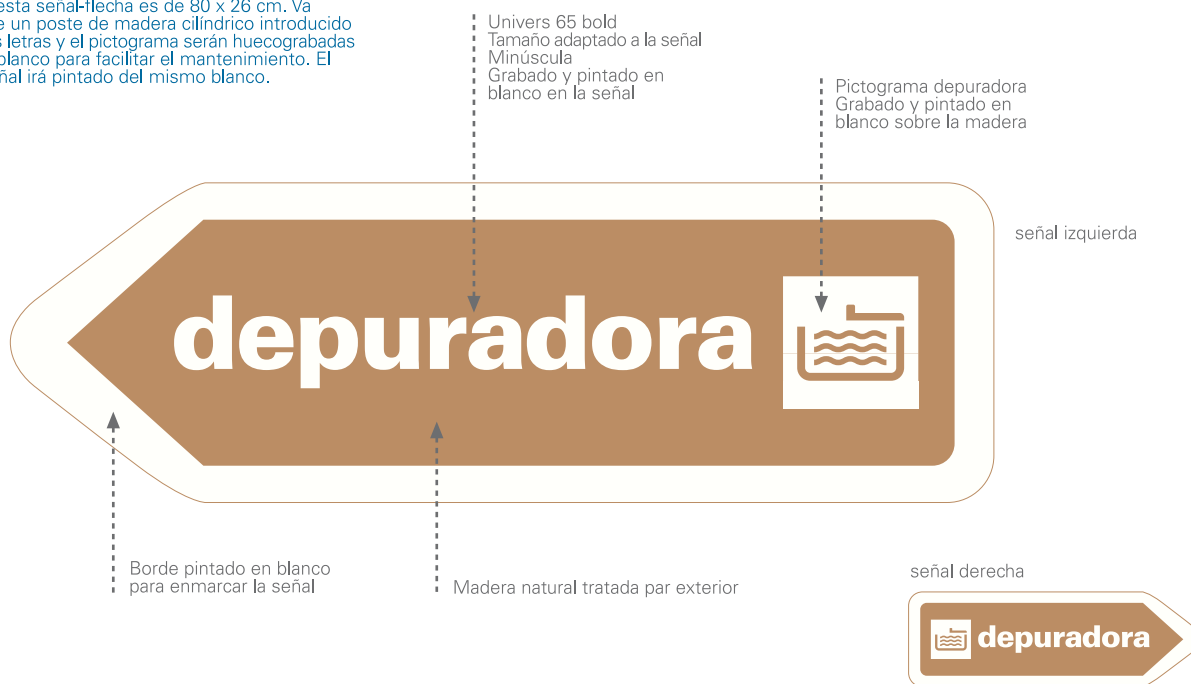 esta señal-flecha es de 80 x 26 cm. Va
e un poste de madera cilíndrico introducido
s letras y el pictograma serán huecograbadas
blanco para facilitar el mantenimiento. El
ñal irá pintado del mismo blanco.
Univers 65 bold
Tamaño adaptado a la señal
Minúscula
Grabado y pintado en
blanco en la señal
Pictograma depuradora
Grabado y pintado en
blanco sobre la madera
señal izquierda
depuradora
Borde pintado en blanco
para enmarcar la señal
Madera natural tratada par exterior
señal derecha
depuradora